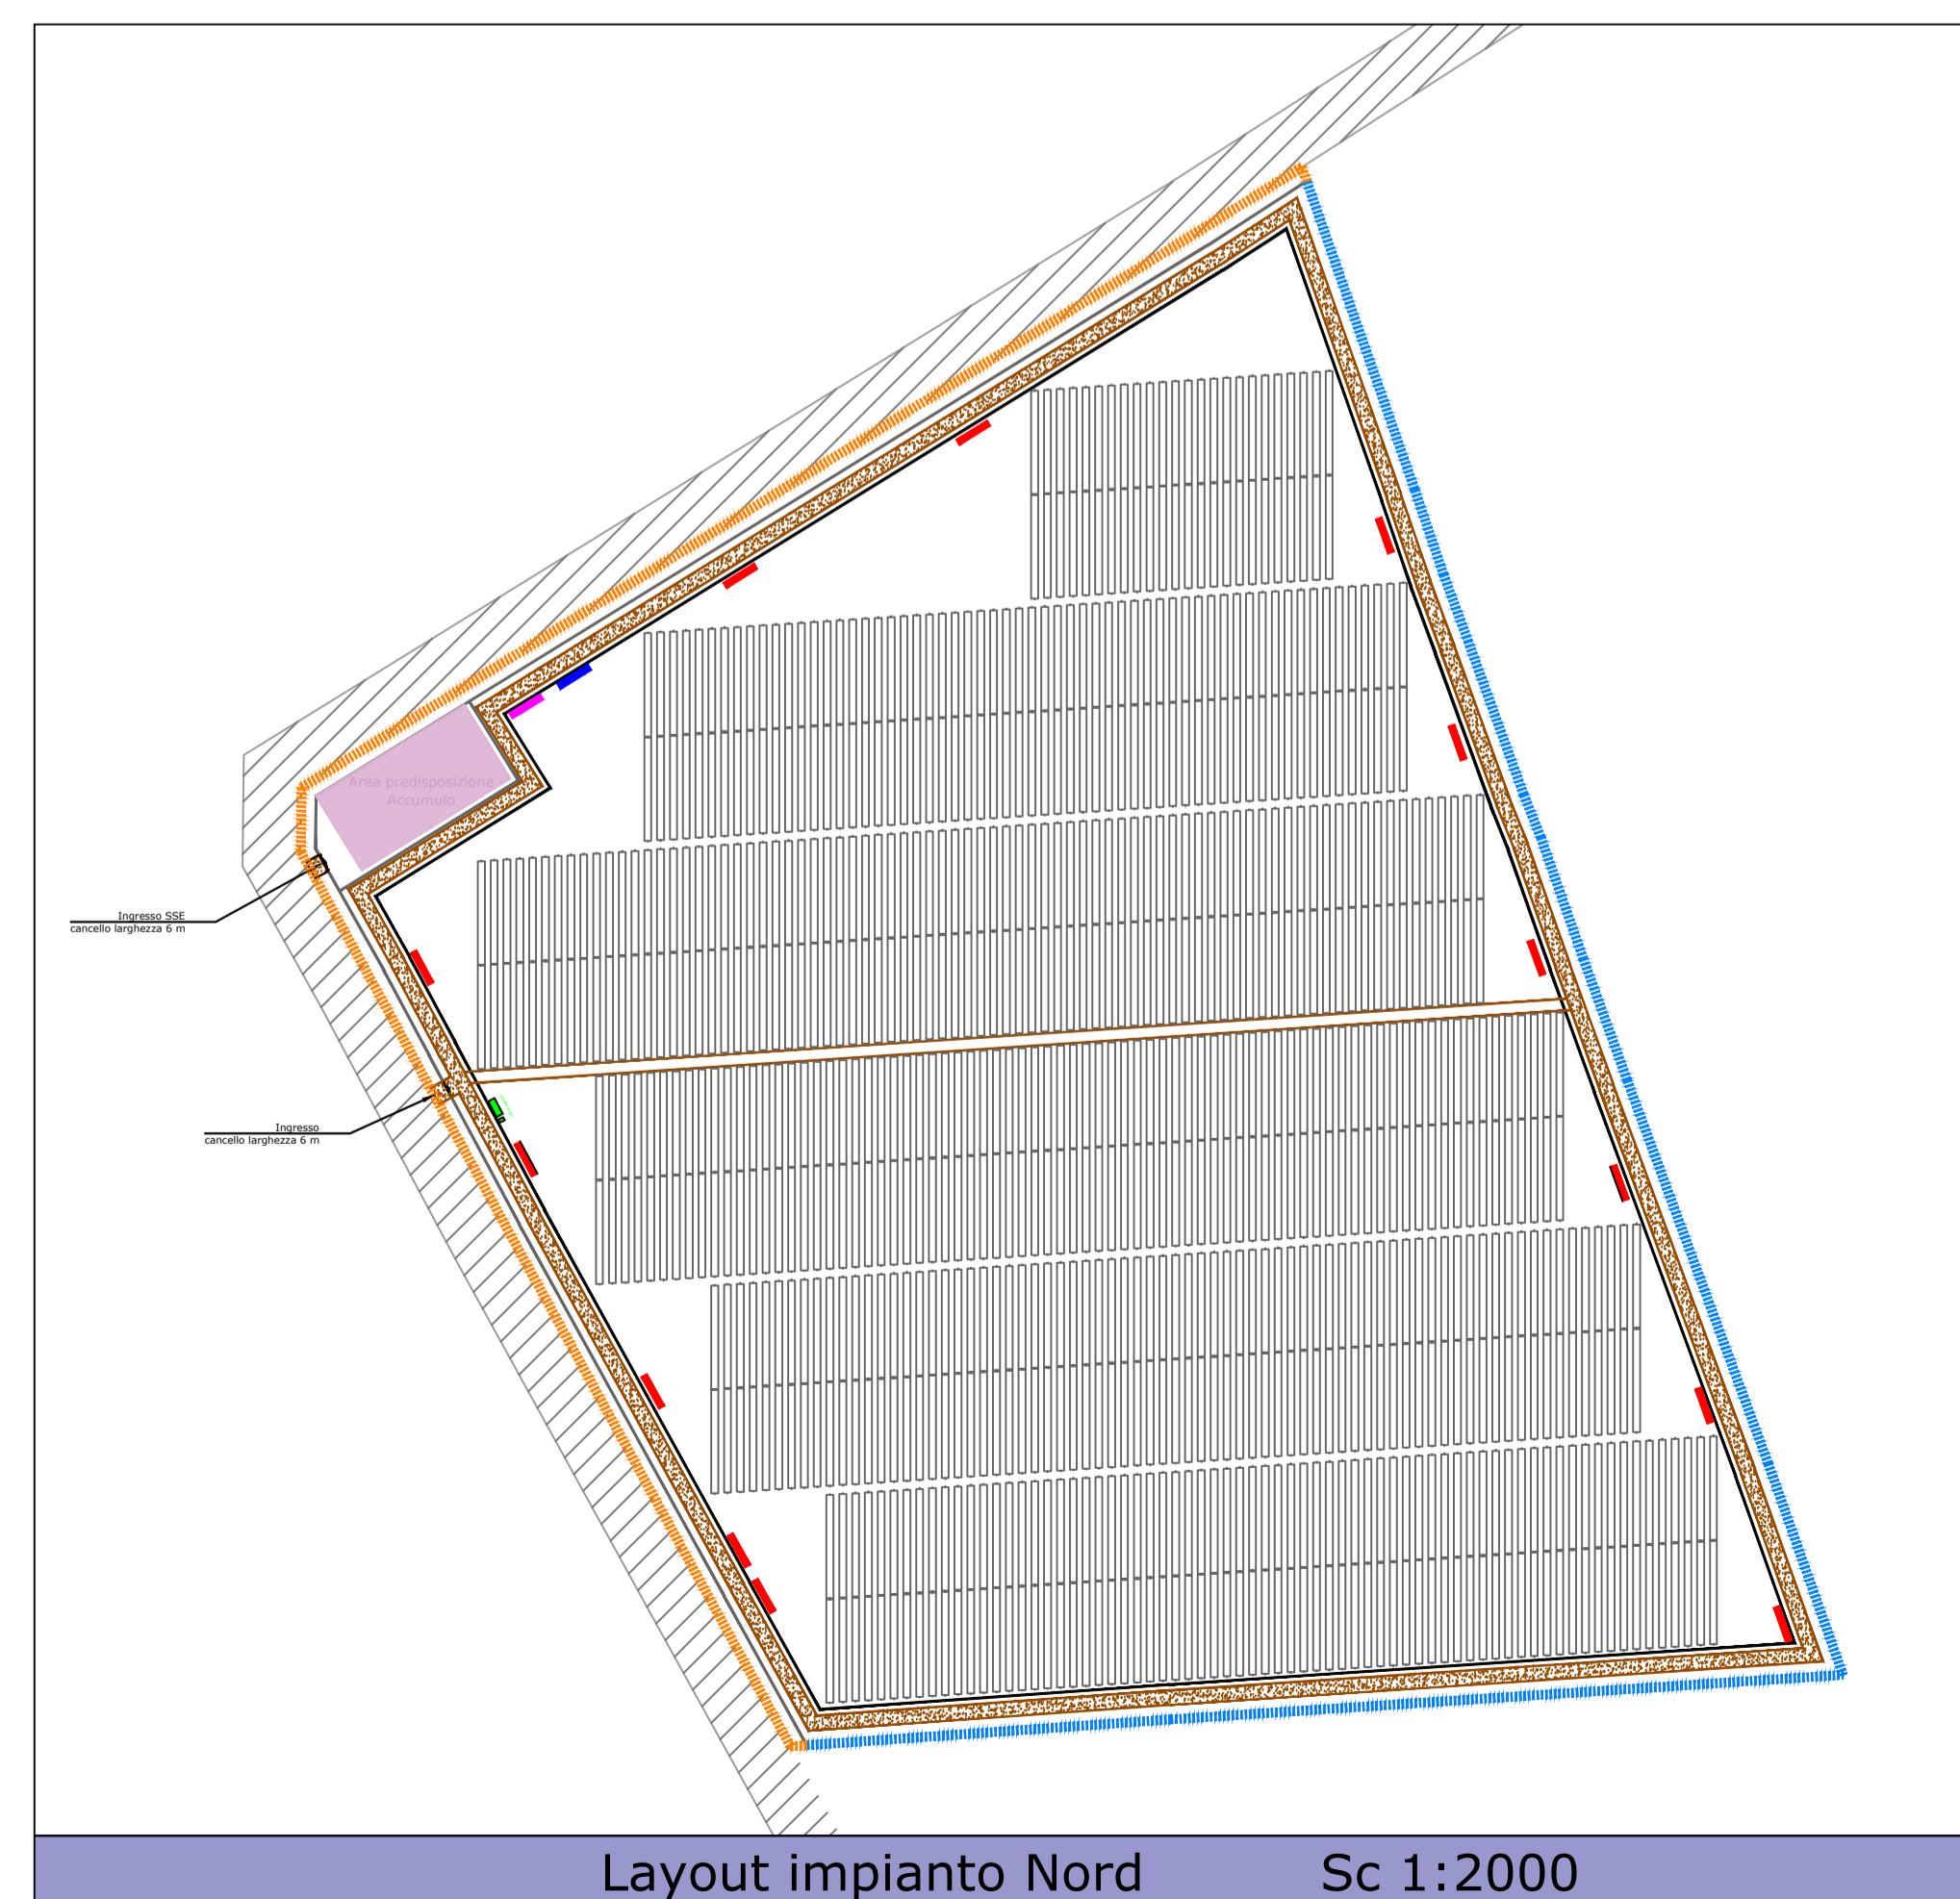 Area predisposizione
Accumulo
Ingresso SSE
cancello larghezza 6 m
Ingresso
cancello larghezza 6 m
Layout impianto Nord Sc 1:2000